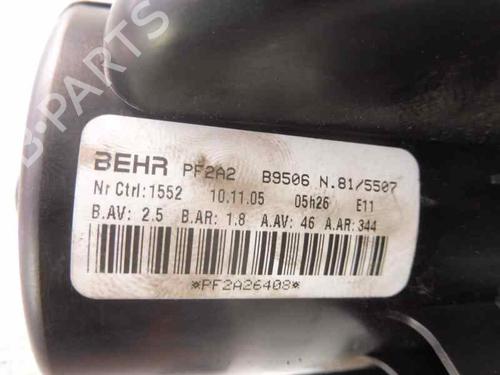 B-PARTS
BEHR PF2A2 B9506 N.81/5507
Nr Ctrl:1552 10.11.05 05h26 E11
B.AV: 2.5 B.AR: 1.8 A.AV: 46 A.AR: 344
*PF2A26408*